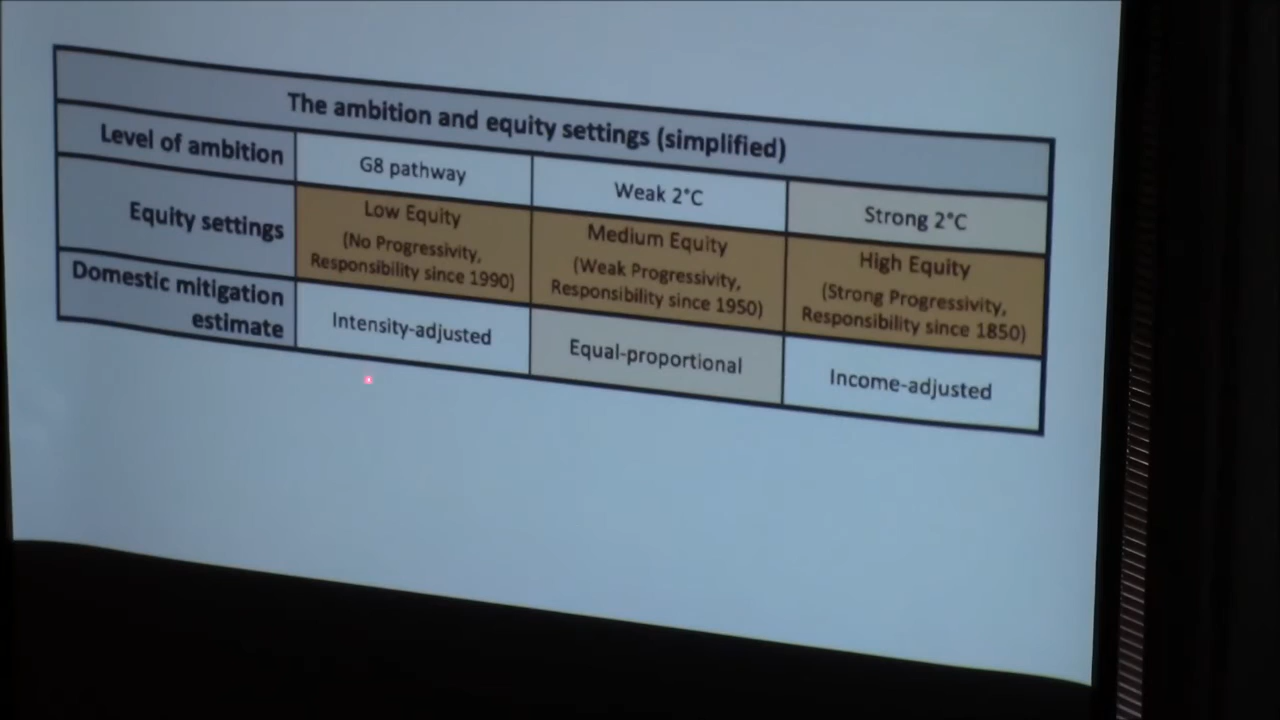 The ambition and equity settings (simplified)
Level of ambition
G8 pathway
Weak 2°C
Strong 2°C
Equity settings
Low Equity
(No Progressivity,
Responsibility since 1990)
Medium Equity
(Weak Progressivity,
Responsibility since 1950)
High Equity
(Strong Progressivity,
Responsibility since 1850)
Domestic mitigation
estimate
Intensity-adjusted
Equal-proportional
Income-adjusted